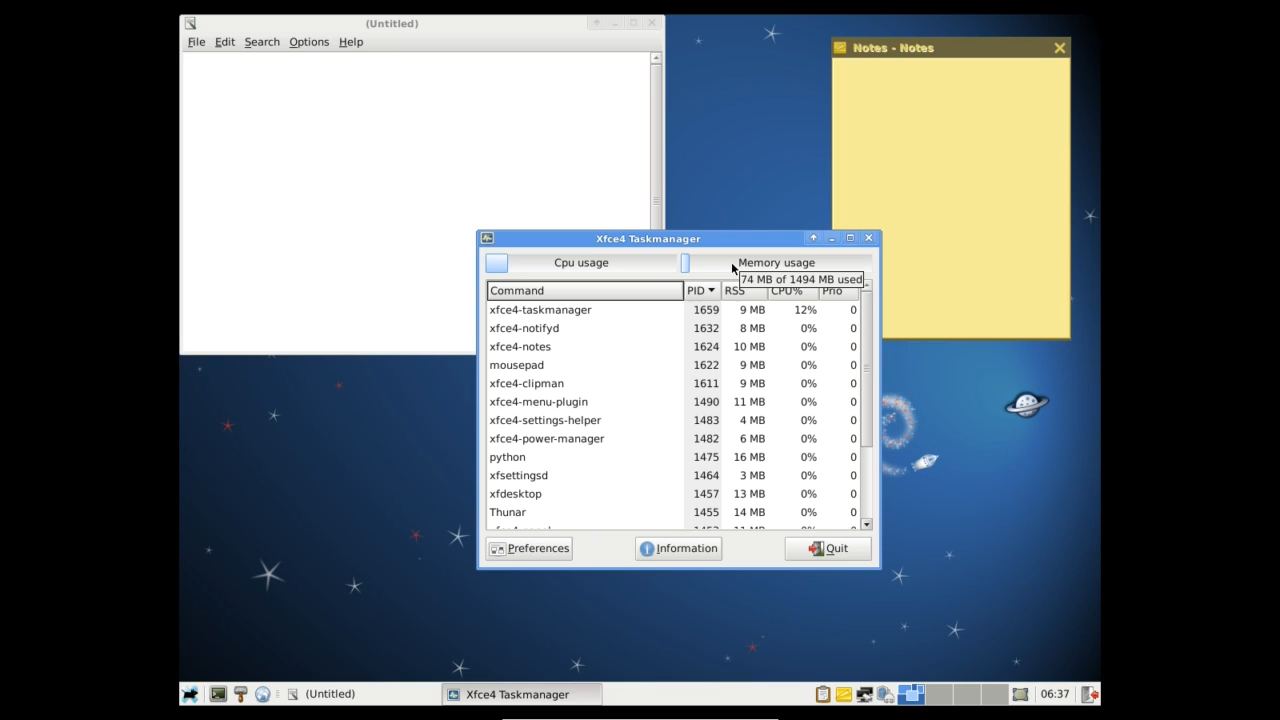 (Untitled)
File Edit Search Options Help
Notes - Notes
Xfce4 Taskmanager
Cpu usage Memory usage
74 MB of 1494 MB used
Command PID RSS CPU% Prio
xfce4-taskmanager 1659 9 MB 12% 0
xfce4-notifyd 1632 8 MB 0% 0
xfce4-notes 1624 10 MB 0% 0
mousepad 1622 9 MB 0% 0
xfce4-clipman 1611 9 MB 0% 0
xfce4-menu-plugin 1490 11 MB 0% 0
xfce4-settings-helper 1483 4 MB 0% 0
xfce4-power-manager 1482 6 MB 0% 0
python 1475 16 MB 0% 0
xfsettingsd 1464 3 MB 0% 0
xfdesktop 1457 13 MB 0% 0
Thunar 1455 14 MB 0% 0
Preferences Information Quit
(Untitled) Xfce4 Taskmanager 06:37